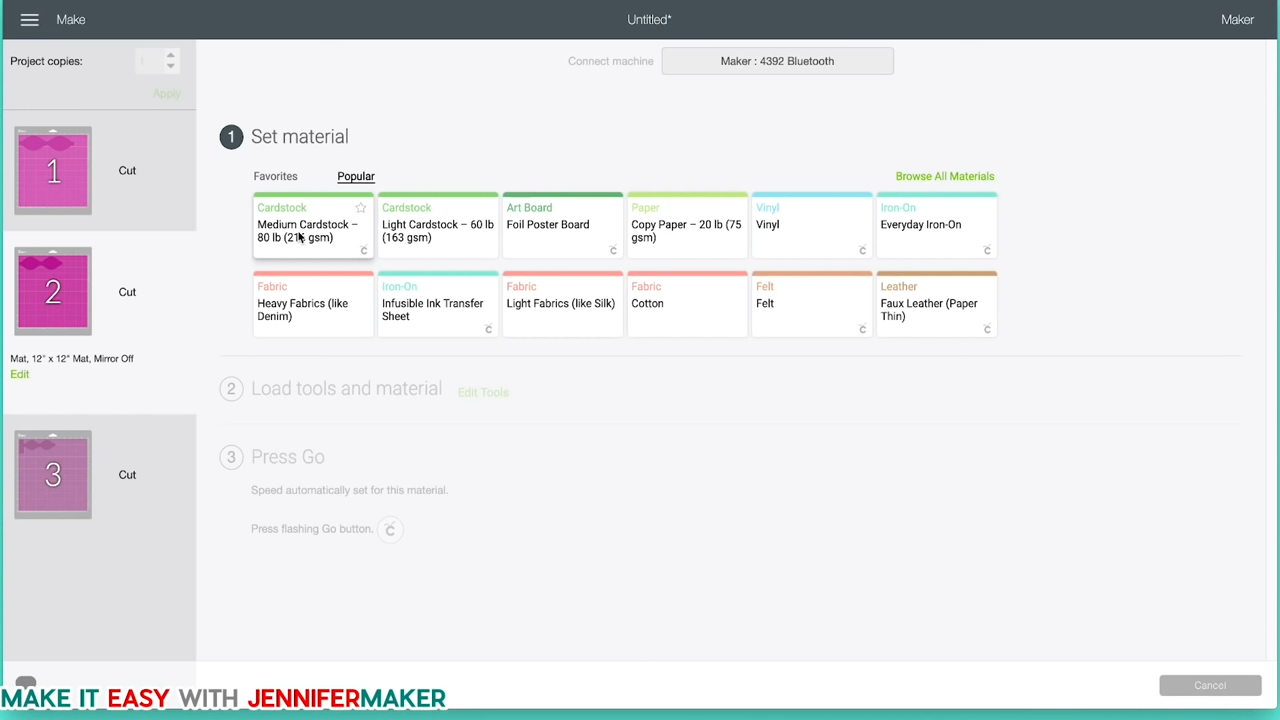 Make
Untitled*
Maker
Project copies:
Apply
1
Cut
2
Cut
Mat, 12" x 12" Mat, Mirror Off
Edit
3
Cut
Connect machine
Maker : 4392 Bluetooth
1 Set material
Favorites
Popular
Browse All Materials
Cardstock
Medium Cardstock –
80 lb (216 gsm)
Cardstock
Light Cardstock – 60 lb
(163 gsm)
Art Board
Foil Poster Board
Paper
Copy Paper – 20 lb (75
gsm)
Vinyl
Vinyl
Iron-On
Everyday Iron-On
Fabric
Heavy Fabrics (like
Denim)
Iron-On
Infusible Ink Transfer
Sheet
Fabric
Light Fabrics (like Silk)
Fabric
Cotton
Felt
Felt
Leather
Faux Leather (Paper
Thin)
2 Load tools and material
Edit Tools
3 Press Go
Speed automatically set for this material.
Press flashing Go button.
Cancel
MAKE IT EASY WITH JENNIFERMAKER